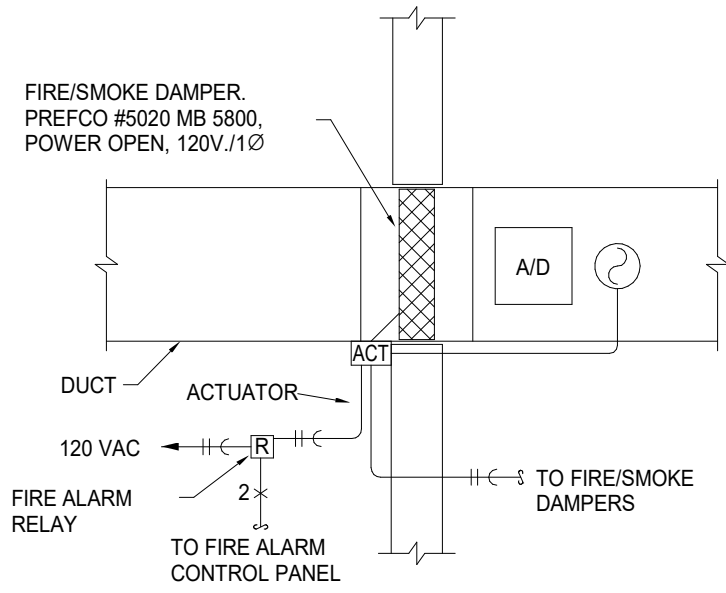 FIRE/SMOKE DAMPER.
PREFCO #5020 MB 5800,
POWER OPEN, 120V./1Ø
A/D
ACT
DUCT
ACTUATOR
120 VAC
R
FIRE ALARM
RELAY
2
TO FIRE/SMOKE
DAMPERS
TO FIRE ALARM
CONTROL PANEL